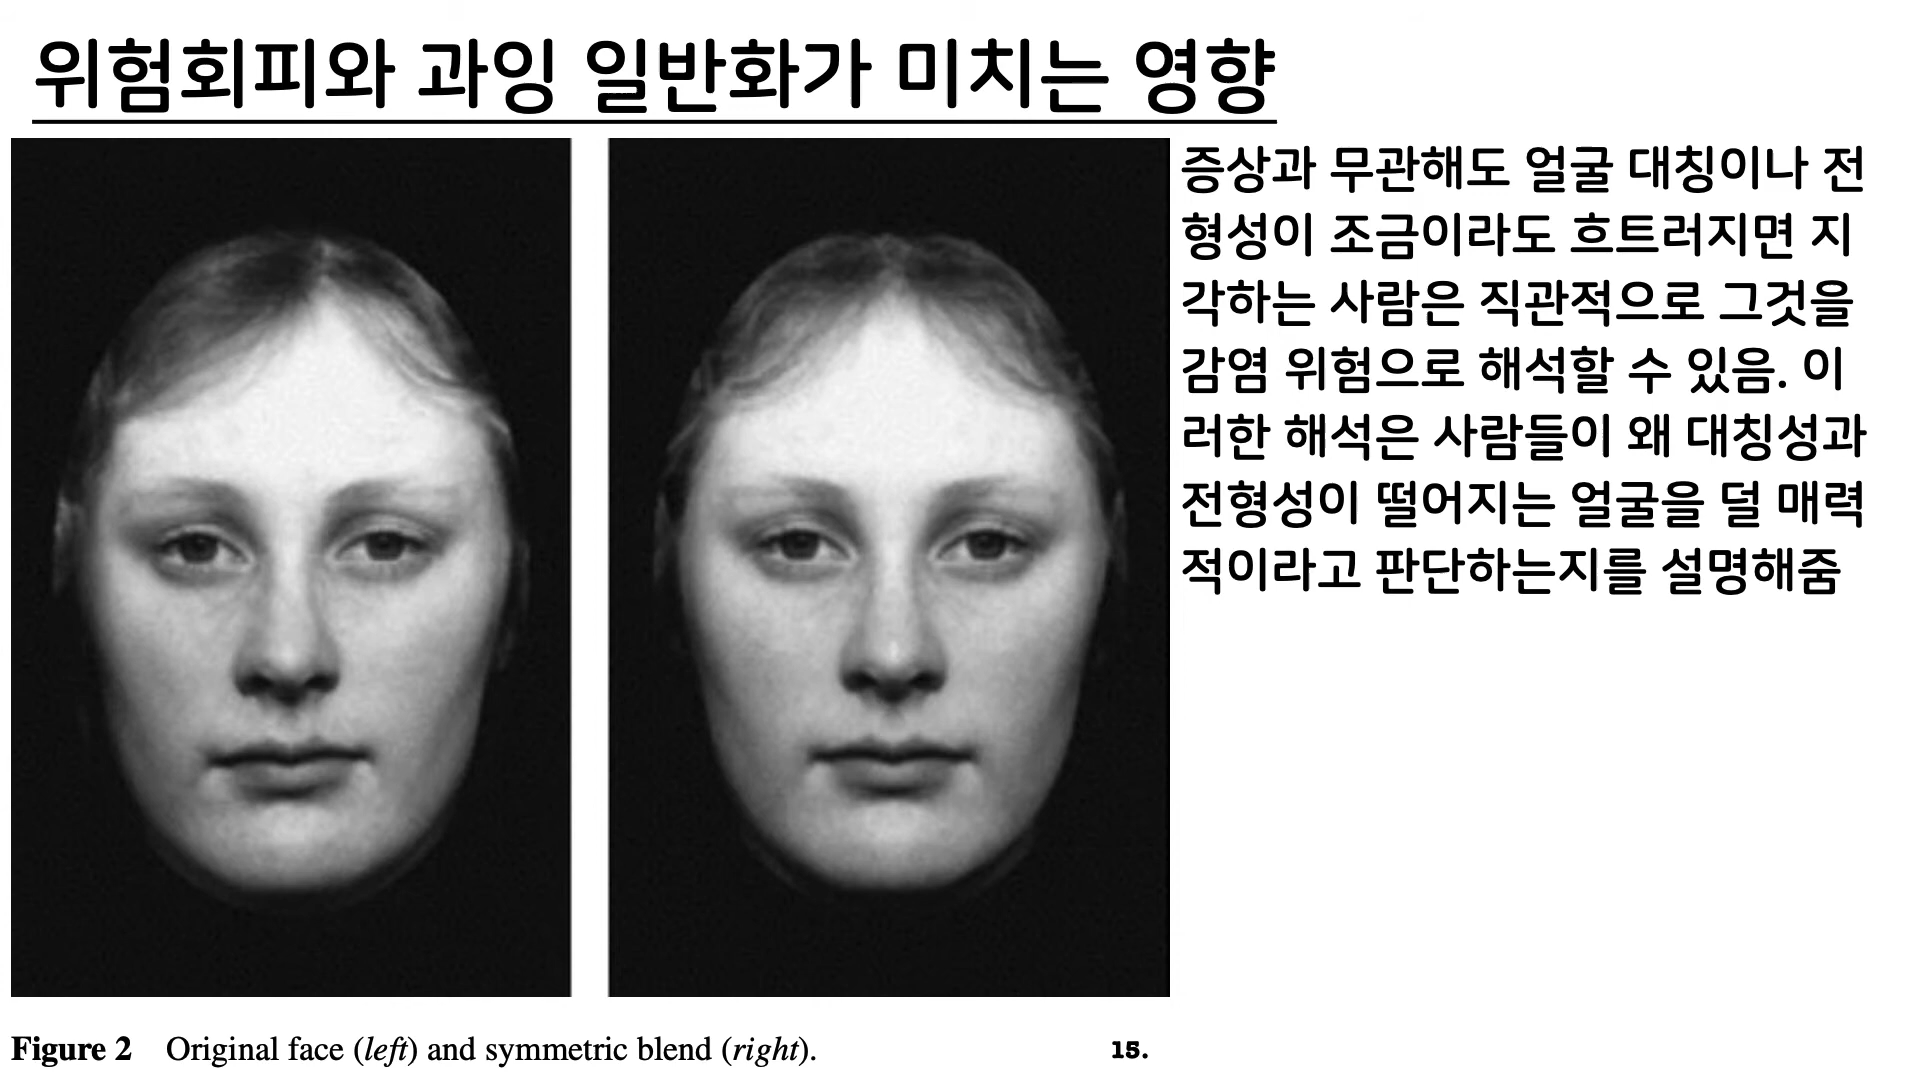 위험회피와 과잉 일반화가 미치는 영향
증상과 무관해도 얼굴 대칭이나 전
형성이 조금이라도 흐트러지면 지
각하는 사람은 직관적으로 그것을
감염 위험으로 해석할 수 있음. 이
러한 해석은 사람들이 왜 대칭성과
전형성이 떨어지는 얼굴을 덜 매력
적이라고 판단하는지를 설명해줌
Figure 2 Original face (left) and symmetric blend (right).
15.